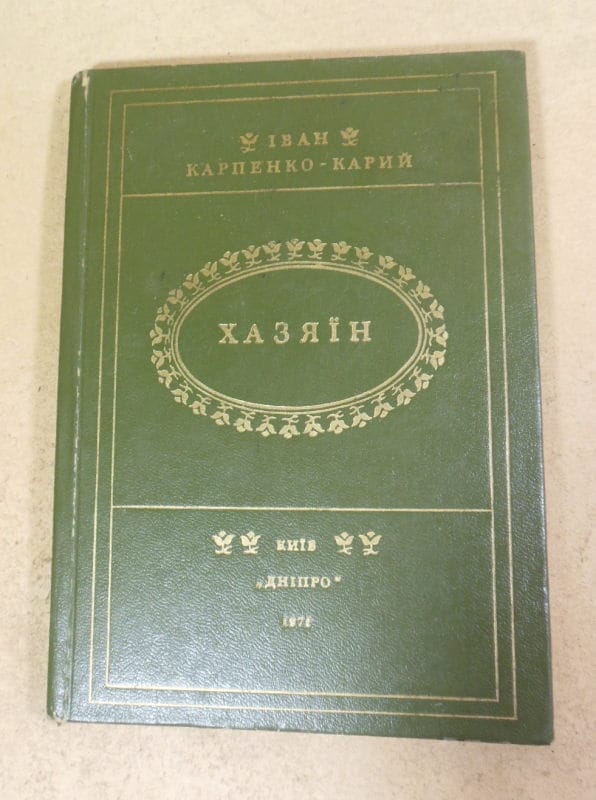 ІВАН
КАРПЕНКО-КАРИЙ
ХАЗЯЇН
КИЇВ
„ДНІПРО"
1971